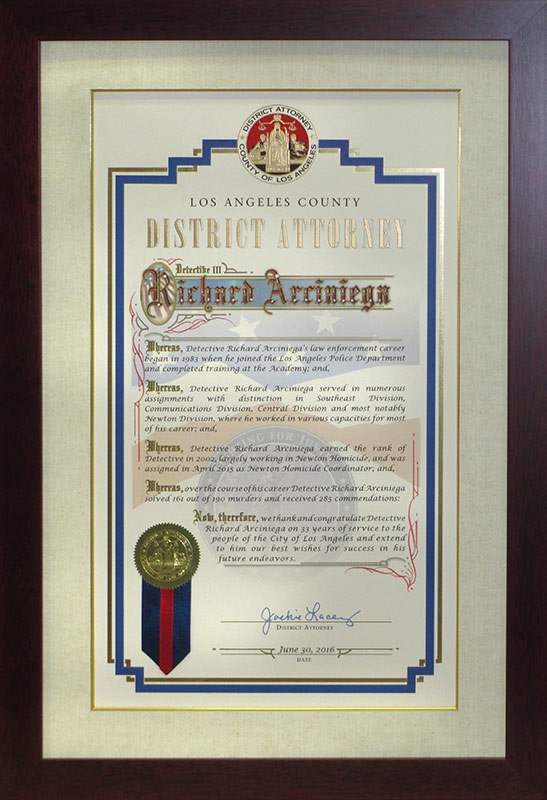 DISTRICT ATTORNEY
COUNTY OF LOS ANGELES
LOS ANGELES COUNTY
DISTRICT ATTORNEY
Detective III
Richard Arciniega
Whereas, Detective Richard Arciniega's law enforcement career
began in 1983 when he joined the Los Angeles Police Department
and completed training at the Academy; and,
Whereas, Detective Richard Arciniega served in numerous
assignments with distinction in Southeast Division,
Communications Division, Central Division and most notably
Newton Division, where he worked in various capacities for most
of his career; and,
Whereas, Detective Richard Arciniega earned the rank of
Detective in 2002, largely working in Newton Homicide, and was
assigned in April 2015 as Newton Homicide Coordinator; and,
Whereas, over the course of his career Detective Richard Arciniega
solved 161 out of 190 murders and received 285 commendations:
Now, therefore, we thank and congratulate Detective
Richard Arciniega on 33 years of service to the
people of the City of Los Angeles and extend
to him our best wishes for success in his
future endeavors.
Jackie Lacey
DISTRICT ATTORNEY
June 30, 2016
DATE